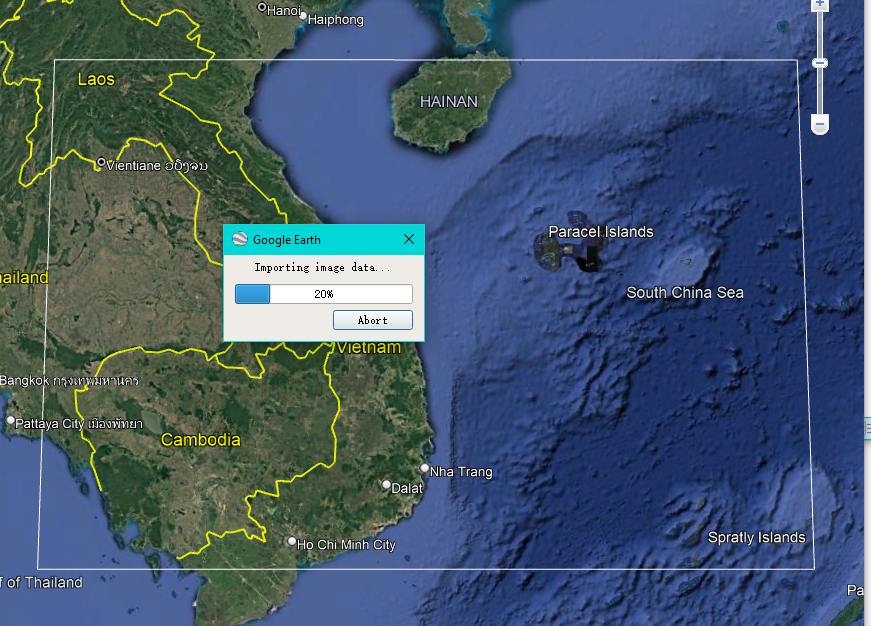 Hanoi
Haiphong
Laos
HAINAN
Vientiane ວຽງຈນ
Paracel Islands
Google Earth
Importing image data...
ailand
20%
South China Sea
Abort
Vietnam
Bangkok กรุงเทพมหานคร
Pattaya City เมืองพัทยา
Cambodia
Nha Trang
Dalat
Spratly Islands
Ho Chi Minh City
f of Thailand
Pa